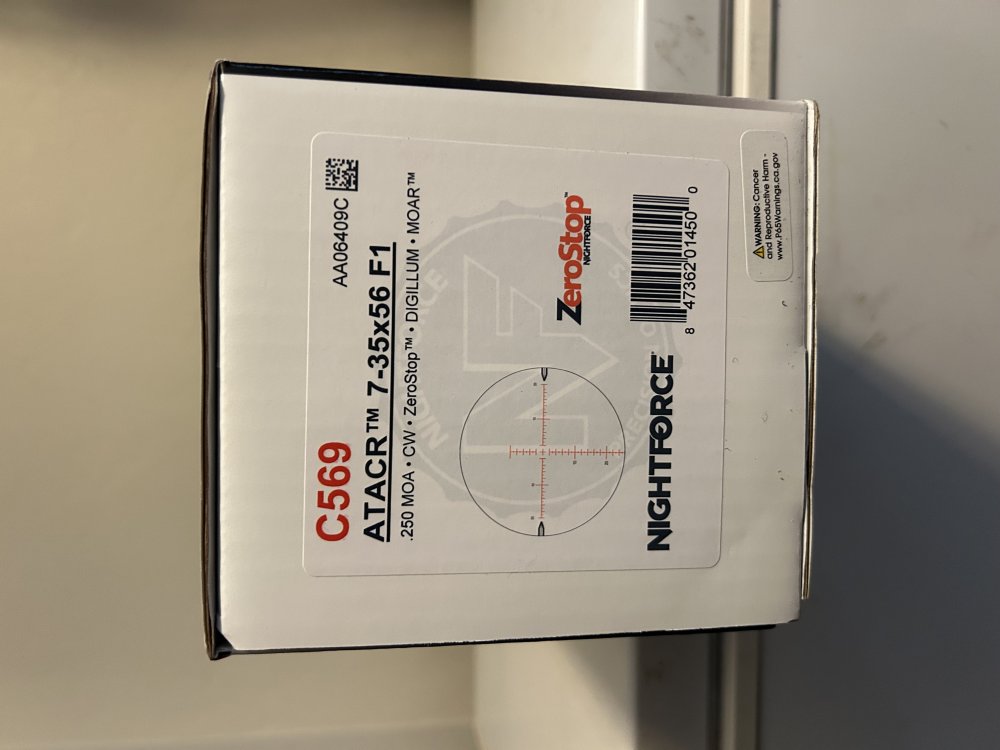 C569
AA06409C
ATACR™ 7-35x56 F1
.250 MOA • CW • ZeroStop™ • DIGILLUM • MOAR™
ZeroStop™
NIGHTFORCE
NIGHTFORCE
8 47362 01450 0
⚠ WARNING: Cancer
and Reproductive Harm -
www.P65Warnings.ca.gov